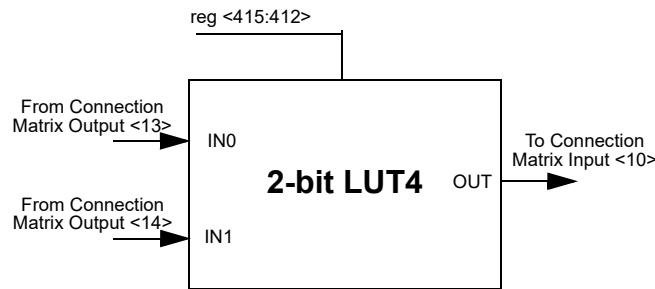 reg <415:412>
From Connection
Matrix Output <13>
IN0
To Connection
Matrix Input <10>
2-bit LUT4
OUT
From Connection
Matrix Output <14>
IN1